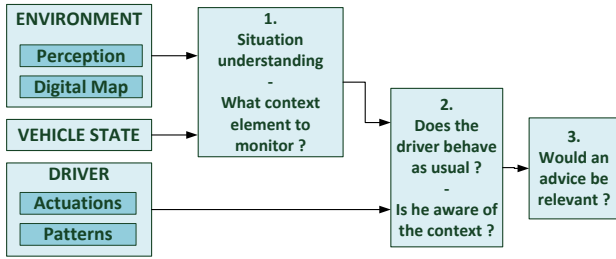 ENVIRONMENT
Perception
Digital Map
VEHICLE STATE
DRIVER
Actuations
Patterns
1.
Situation
understanding
-
What context
element to
monitor ?
2.
Does the
driver behave
as usual ?
-
Is he aware of
the context ?
3.
Would an
advice be
relevant ?